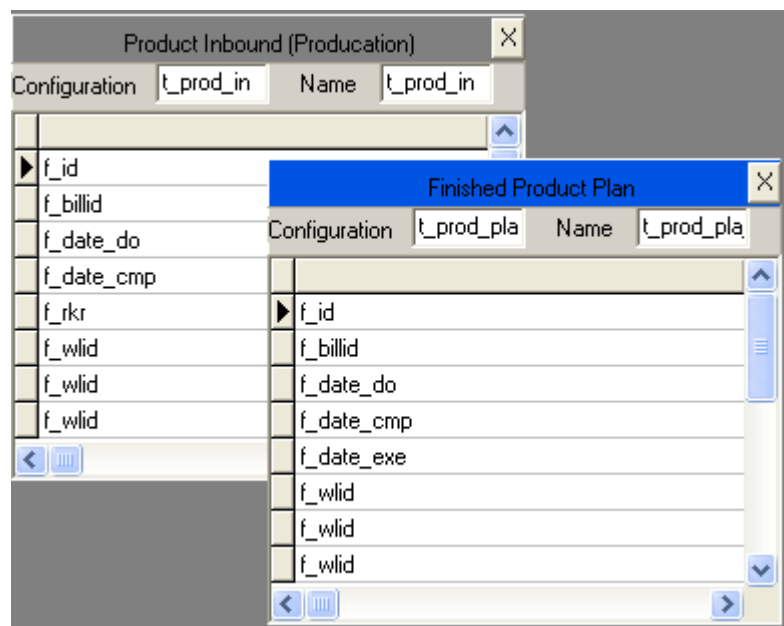 Product Inbound (Producation)
Configuration t_prod_in Name t_prod_in
f_id
f_billid
f_date_do
f_date_cmp
f_rkr
f_wlid
f_wlid
f_wlid
Finished Product Plan
Configuration t_prod_pla Name t_prod_pla
f_id
f_billid
f_date_do
f_date_cmp
f_date_exe
f_wlid
f_wlid
f_wlid